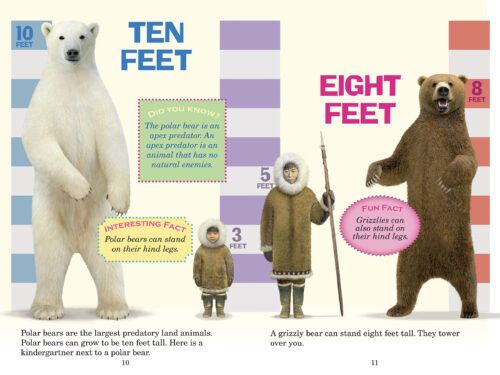 10
FEET
TEN
FEET
DID YOU KNOW?
The polar bear is an
apex predator. An
apex predator is an
animal that has no
natural enemies.
INTERESTING FACT
Polar bears can stand
on their hind legs.
3
FEET
Polar bears are the largest predatory land animals.
Polar bears can grow to be ten feet tall. Here is a
kindergartner next to a polar bear.
10
EIGHT
FEET
8
FEET
5
FEET
FUN FACT
Grizzlies can
also stand on
their hind legs.
A grizzly bear can stand eight feet tall. They tower
over you.
11